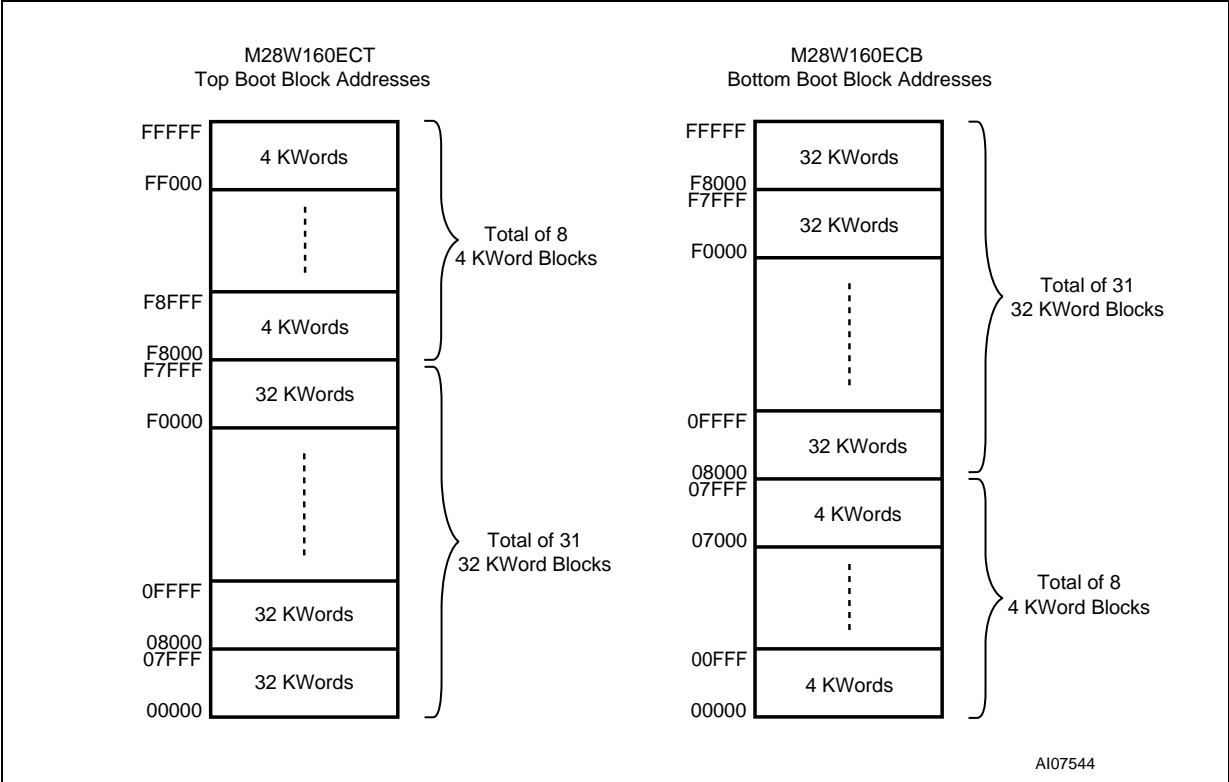 M28W160ECT
Top Boot Block Addresses
FFFFF
4 KWords
FF000
Total of 8
4 KWord Blocks
F8FFF
4 KWords
F8000
F7FFF
32 KWords
F0000
Total of 31
32 KWord Blocks
0FFFF
32 KWords
08000
07FFF
32 KWords
00000
M28W160ECB
Bottom Boot Block Addresses
FFFFF
32 KWords
F8000
F7FFF
32 KWords
F0000
Total of 31
32 KWord Blocks
0FFFF
32 KWords
08000
07FFF
4 KWords
07000
Total of 8
4 KWord Blocks
00FFF
4 KWords
00000
AI07544